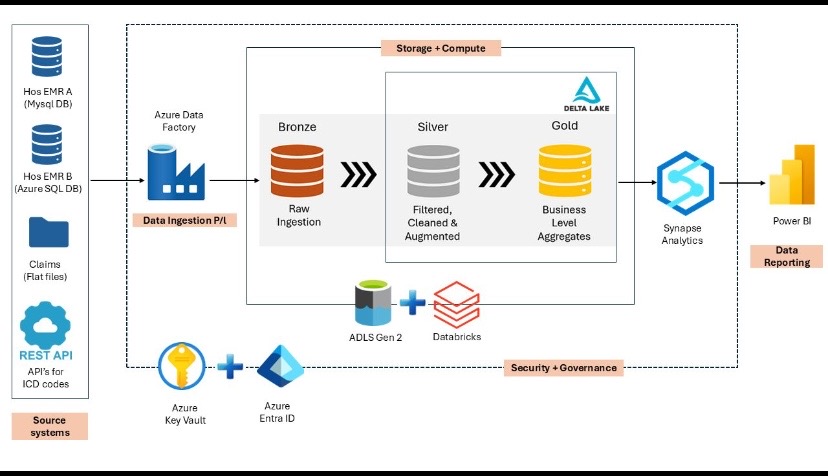 Hos EMR A
(Mysql DB)
Hos EMR B
(Azure SQL DB)
Claims
(Flat files)
REST API
API's for
ICD codes
Source
systems
Azure Data
Factory
Data Ingestion P/l
Storage + Compute
DELTA LAKE
Bronze
Raw
Ingestion
Silver
Filtered,
Cleaned &
Augmented
Gold
Business
Level
Aggregates
ADLS Gen 2
Databricks
Azure
Key Vault
Azure
Entra ID
Security + Governance
Synapse
Analytics
Power BI
Data
Reporting